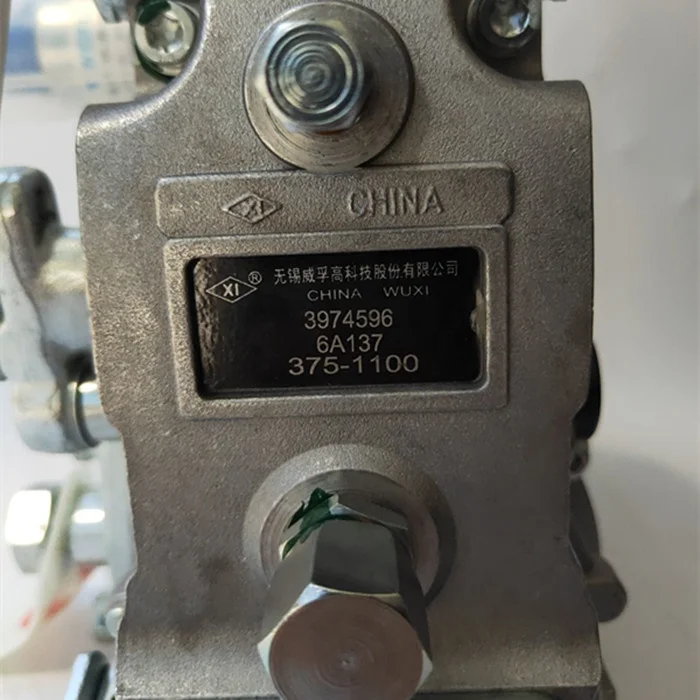 XI CHINA
XI ® 无锡威孚高科技股份有限公司
CHINA WUXI
3974596
6A137
375-1100